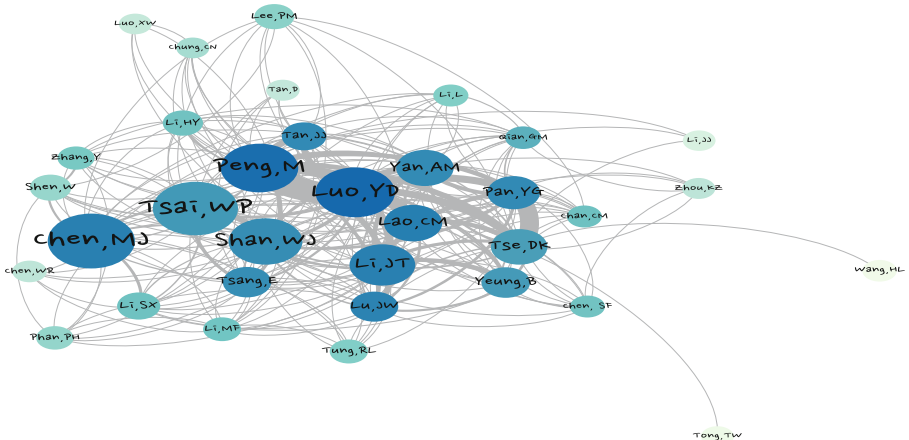 Luo,XW
Lee,PM
Chung,CN
Tan,D
Li,L
Li,HY
Tan,JJ
Qian,GM
Li,JJ
Zhang,Y
Peng,M
Yan,AM
Shen,W
Luo,YD
Pan,YG
Zhou,KZ
Tsai,WP
Lao,CM
Chan,CM
Chen,MJ
Shan,WJ
Tse,DK
Chen,WR
Li,JT
Wang,HL
Tsang,E
Yeung,B
Li,SX
Lu,JW
Chen, SF
Phan,PH
Li,MF
Tung,RL
Tong,TW